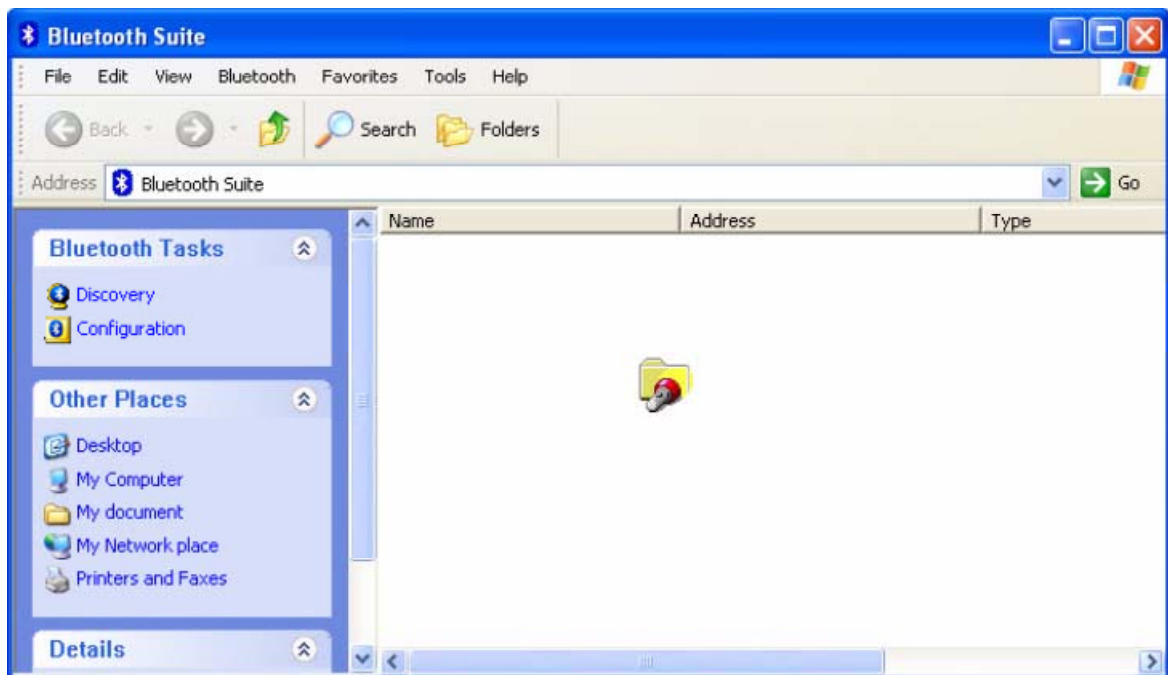 Bluetooth Suite
File Edit View Bluetooth Favorites Tools Help
Back Search Folders
Address Bluetooth Suite Go
Name Address Type
Bluetooth Tasks
Discovery
Configuration
Other Places
Desktop
My Computer
My document
My Network place
Printers and Faxes
Details